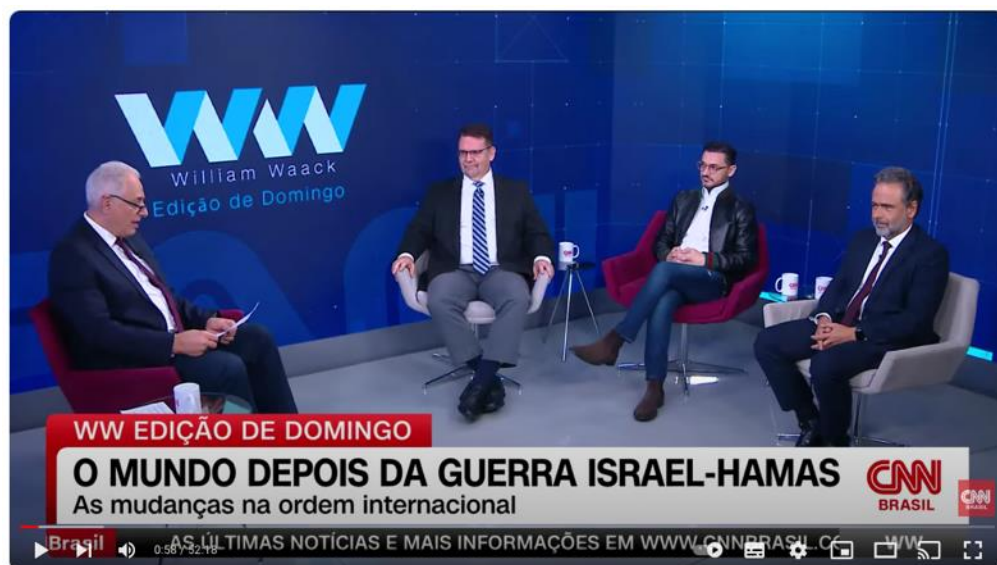 WW
William Waack
Edição de Domingo
WW EDIÇÃO DE DOMINGO
O MUNDO DEPOIS DA GUERRA ISRAEL-HAMAS
As mudanças na ordem internacional
CNN
BRASIL
CNN
BRASIL
Brasil
AS ÚLTIMAS NOTÍCIAS E MAIS INFORMAÇÕES EM WWW.CNNBRASIL.C
WW
0:58 / 52:18